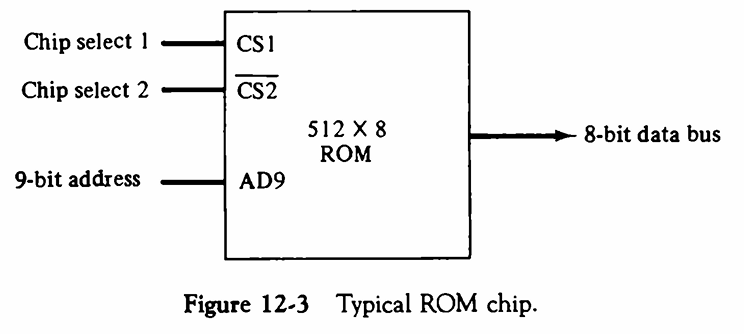 Chip select 1
CS1
Chip select 2
CS2
512 X 8
ROM
8-bit data bus
9-bit address
AD9
Figure 12-3 Typical ROM chip.